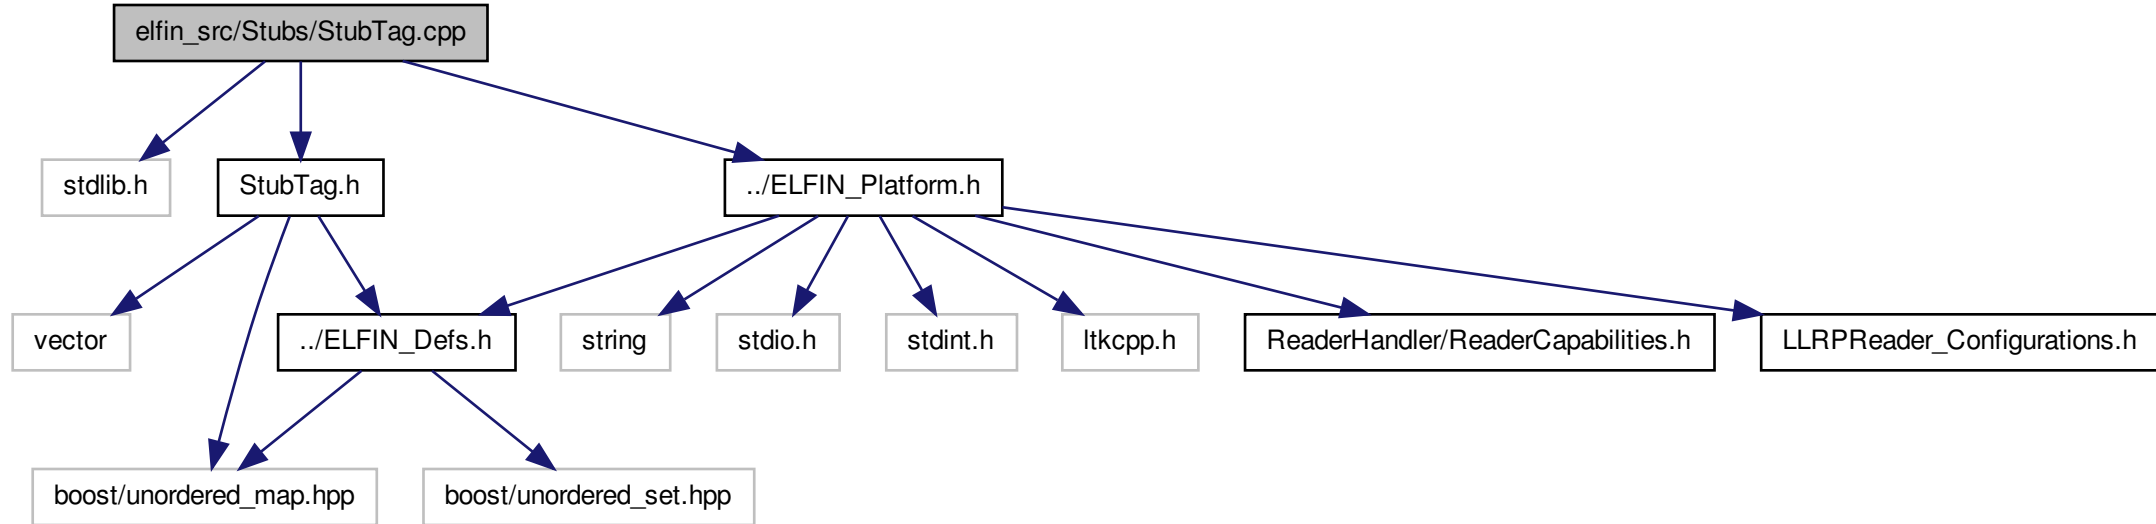 elfin_src/Stubs/StubTag.cpp
stdlib.h
StubTag.h
../ELFIN_Platform.h
vector
../ELFIN_Defs.h
string
stdio.h
stdint.h
ltkcpp.h
ReaderHandler/ReaderCapabilities.h
LLRPReader_Configurations.h
boost/unordered_map.hpp
boost/unordered_set.hpp